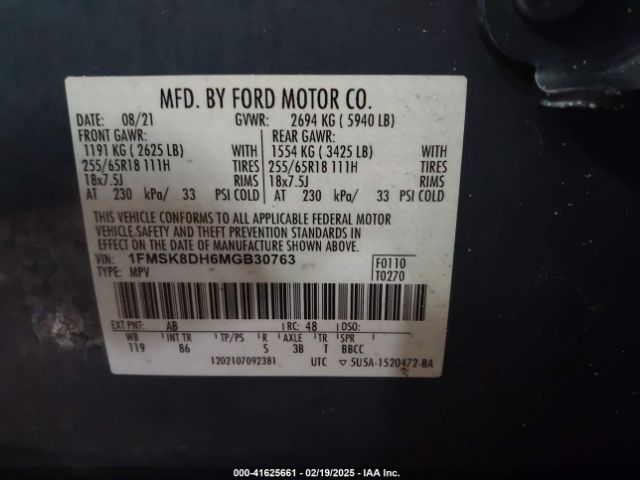 MFD. BY FORD MOTOR CO.
DATE: 08/21 GVWR: 2694 KG ( 5940 LB)
FRONT GAWR: REAR GAWR:
1191 KG ( 2625 LB) WITH 1554 KG ( 3425 LB) WITH
255/65R18 111H TIRES 255/65R18 111H TIRES
18x7.5J RIMS 18x7.5J RIMS
AT 230 kPa/ 33 PSI COLD AT 230 kPa/ 33 PSI COLD
THIS VEHICLE CONFORMS TO ALL APPLICABLE FEDERAL MOTOR
VEHICLE.SAFETY AND THEFT PREVENTION STANDARDS IN
EFFECT ON THE DATE OF MANUFACTURE SHOWN ABOVE.
VIN: 1FMSK8DH6MGB30763 F0110
TYPE: MPV T0270
EXT PNT: AB RC: 48 DSO:
WB INT TR TP/PS R AXLE TR SPR
119 B6 S 3B T BBCC
1202107092381 UTC ▽ 5U5A-1520472-BA
000-41625661 - 02/19/2025 - IAA Inc.